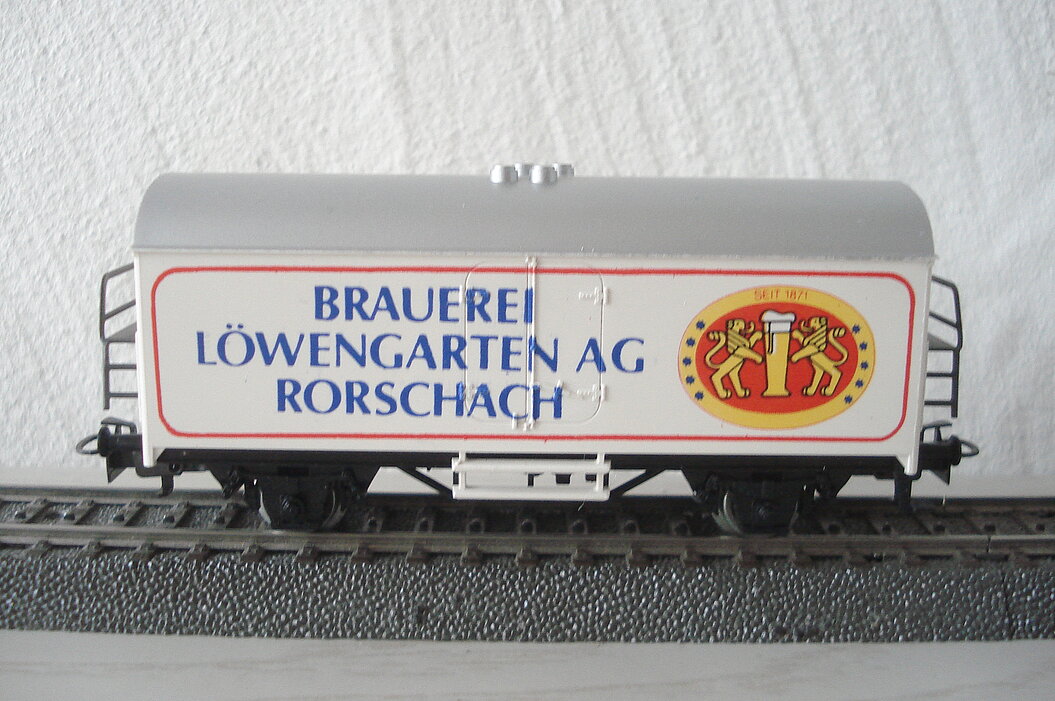 BRAUEREI
LÖWENGARTEN AG
RORSCHACH
SEIT 1871